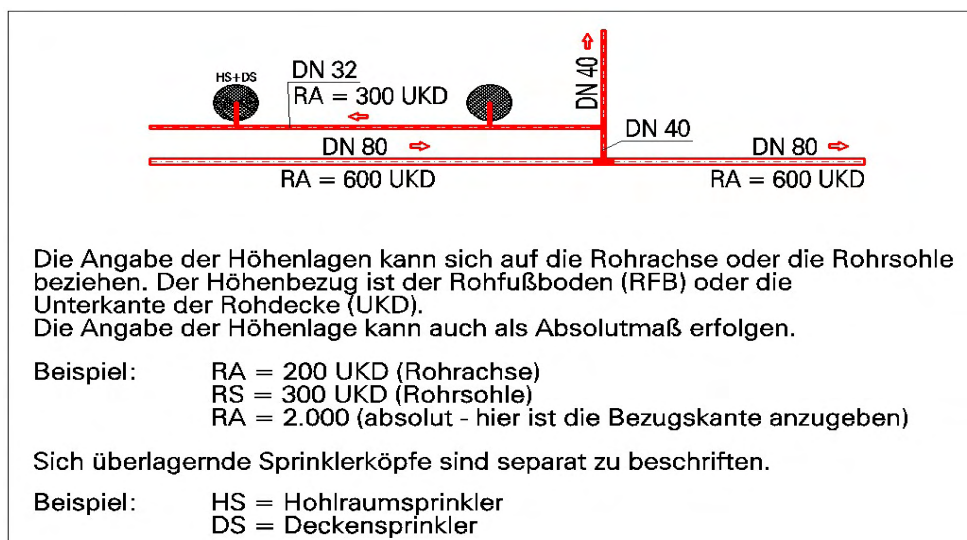 HS+DS
DN 32
RA = 300 UKD
DN 40
DN 40
DN 80
DN 80
RA = 600 UKD
RA = 600 UKD
Die Angabe der Höhenlagen kann sich auf die Rohrachse oder die Rohrsohle
beziehen. Der Höhenbezug ist der Rohfußboden (RFB) oder die
Unterkante der Rohdecke (UKD).
Die Angabe der Höhenlage kann auch als Absolutmaß erfolgen.
Beispiel: RA = 200 UKD (Rohrachse)
RS = 300 UKD (Rohrsohle)
RA = 2.000 (absolut - hier ist die Bezugskante anzugeben)
Sich überlagernde Sprinklerköpfe sind separat zu beschriften.
Beispiel: HS = Hohlraumsprinkler
DS = Deckensprinkler